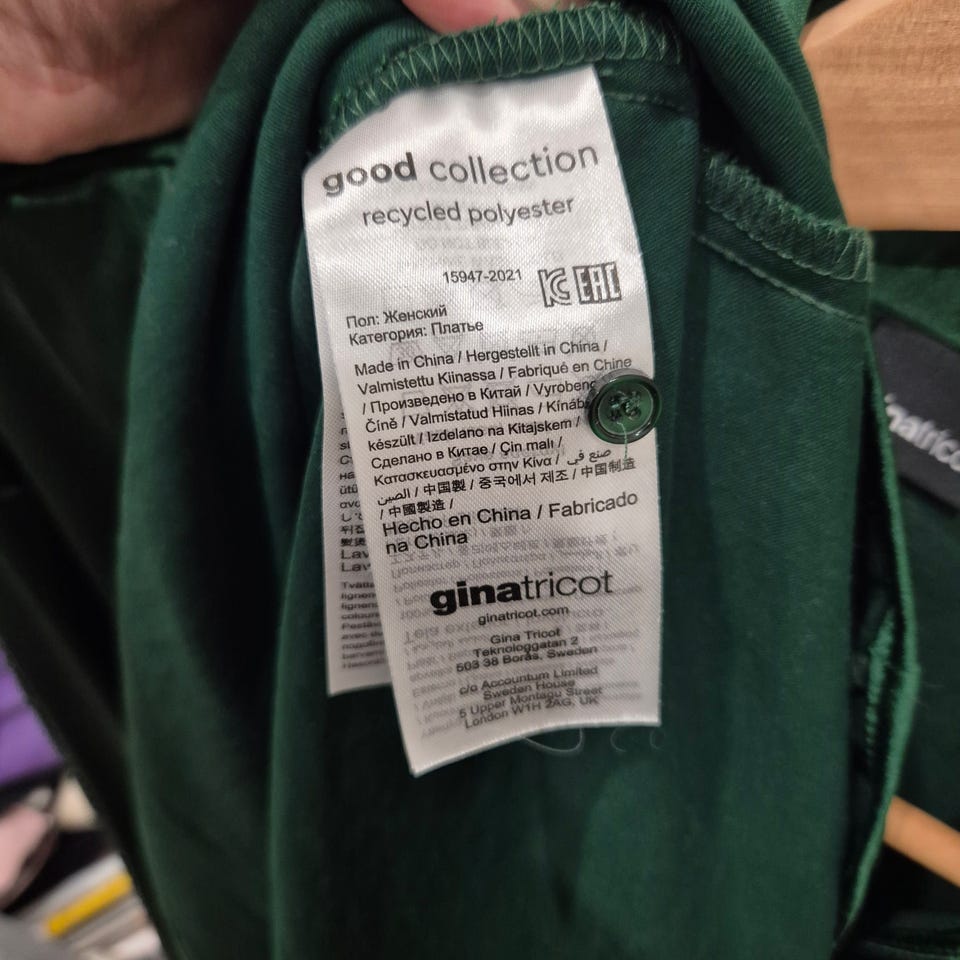 good collection
recycled polyester
15947-2021
EAC
Пол: Женский
Категория: Платье
Made in China / Hergestellt in China /
Valmistettu Kiinassa / Fabriqué en Chine
/ Произведено в Китай /
Číně / Valmistatud Hiinas /
készült / Izdelano na Kitajskem /
Сделано в Китае / Çin malı /
Κατασκευασμένο στην Κίνα / صنع في
الصين / 中国製 / 중국에서 제조 / 中国制造
/ 中國製造 /
Hecho en China / Fabricado
na China
ginatricot
ginatricot.com
Gina Tricot
Teknologgatan 2
503 38 Borås, Sweden
c/o Accountum Limited
Sweden House
5 Upper Montagu Street
London W1H 2AG, UK